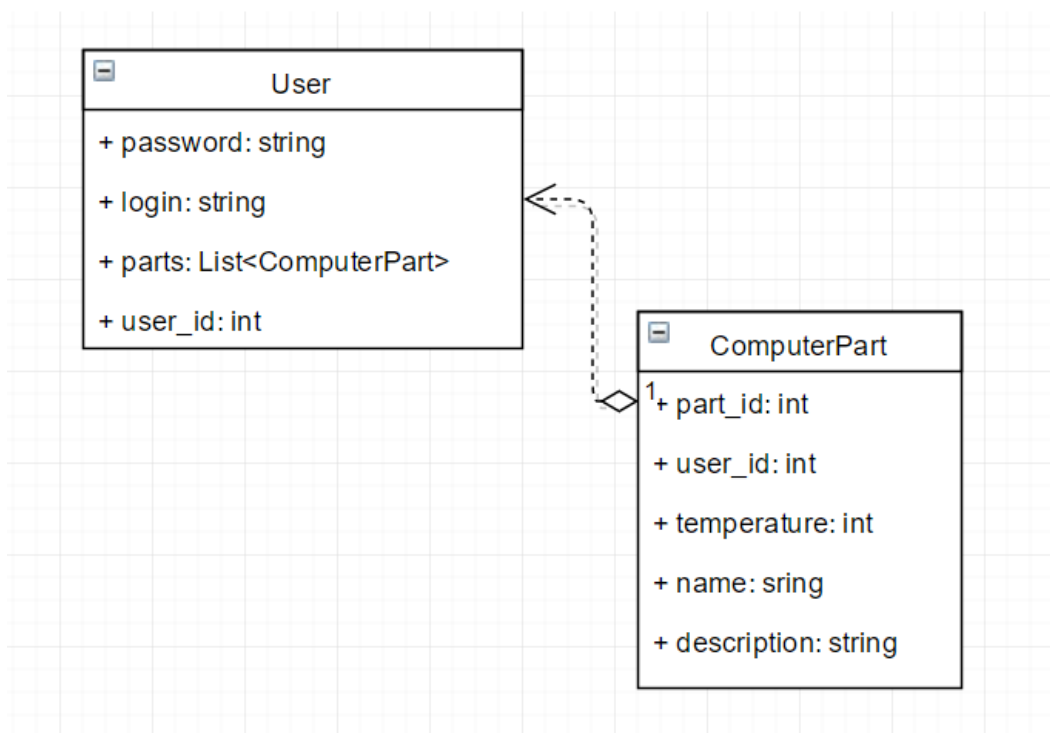 User
+ password: string
+ login: string
+ parts: List<ComputerPart>
+ user_id: int
ComputerPart
1
+ part_id: int
+ user_id: int
+ temperature: int
+ name: sring
+ description: string